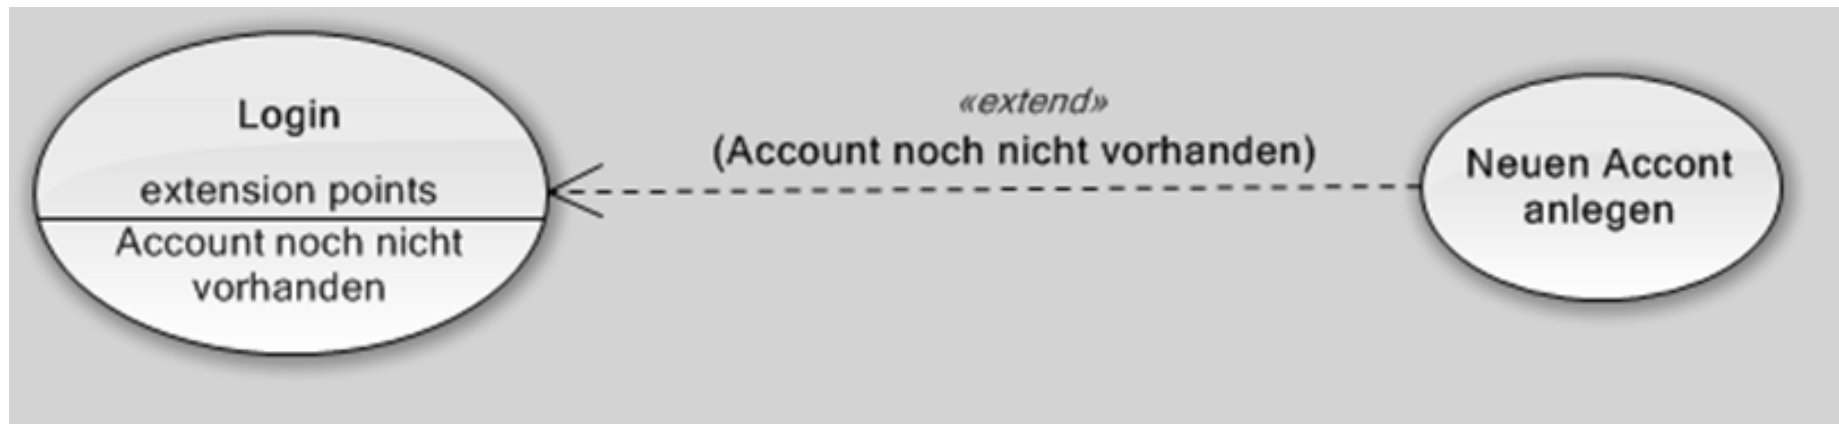 Login
extension points
Account noch nicht
vorhanden
«extend»
(Account noch nicht vorhanden)
Neuen Accont
anlegen